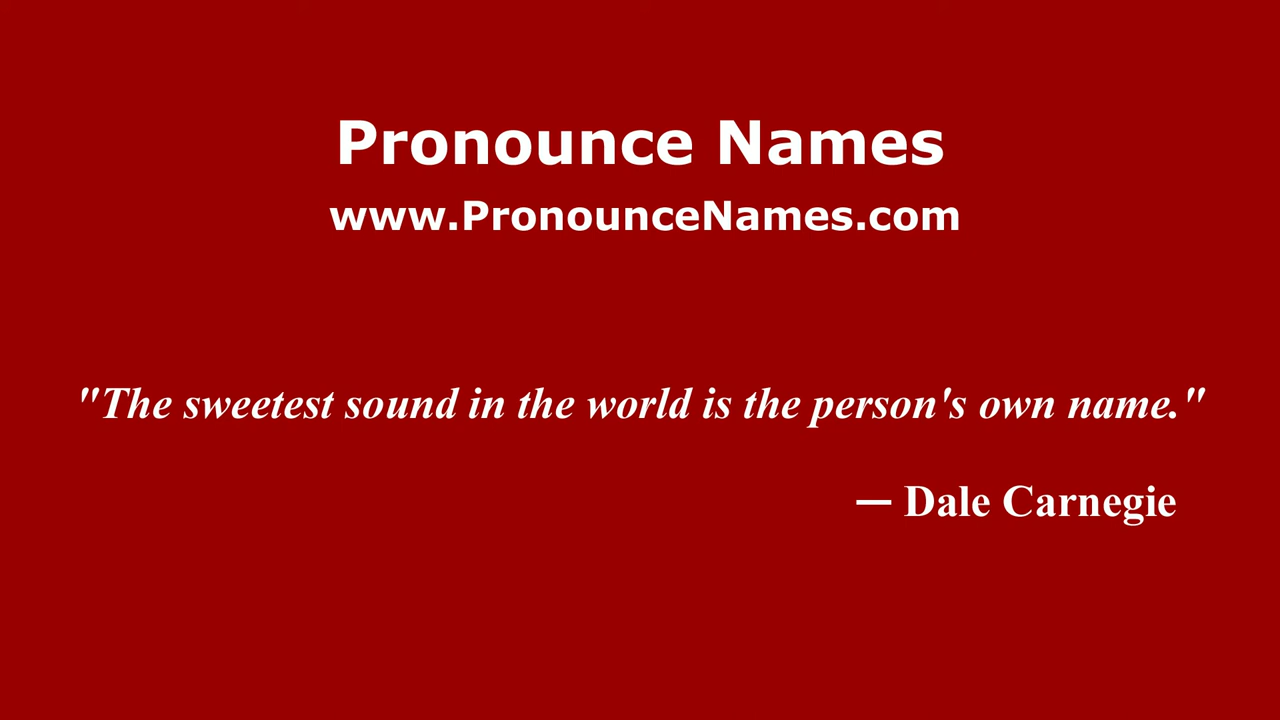 Pronounce Names
www.PronounceNames.com
"The sweetest sound in the world is the person's own name."
— Dale Carnegie